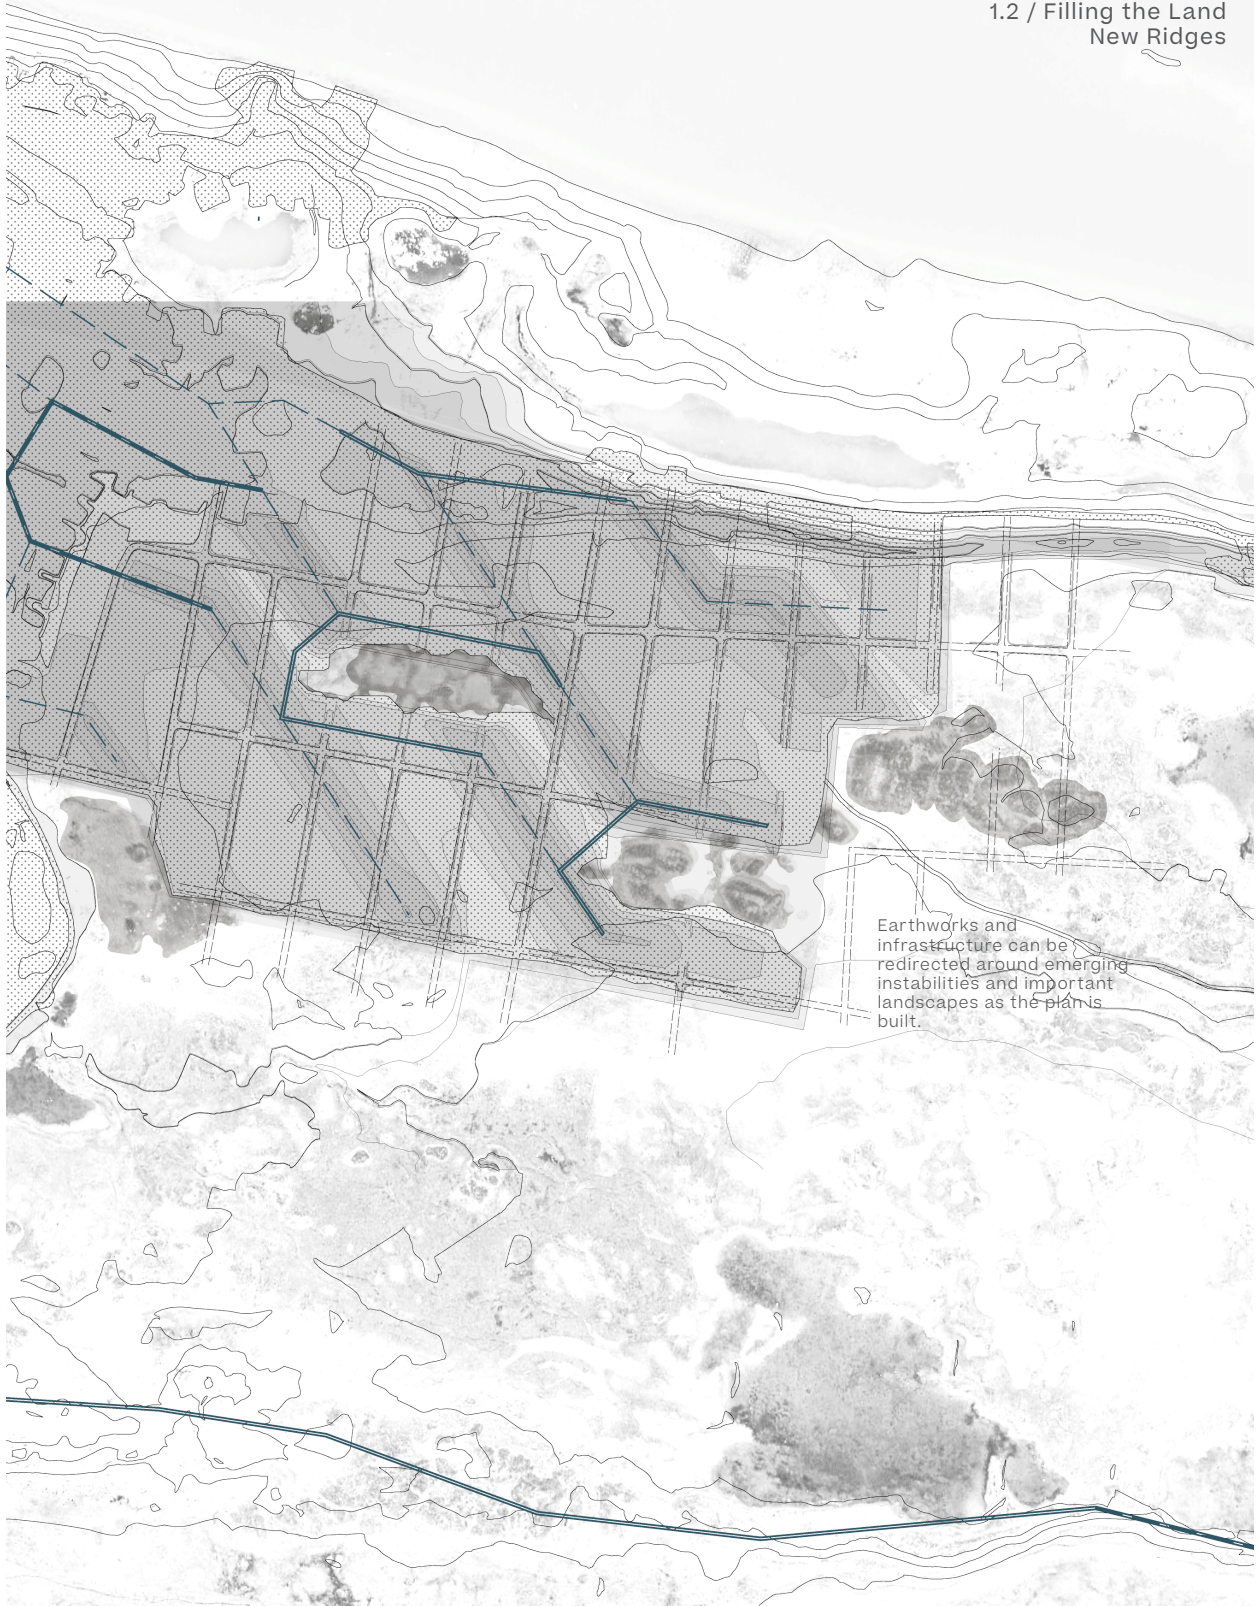 1.2 / Filling the Land
New Ridges
Earthworks and
infrastructure can be
redirected around emerging
instabilities and important
landscapes as the plan is
built.